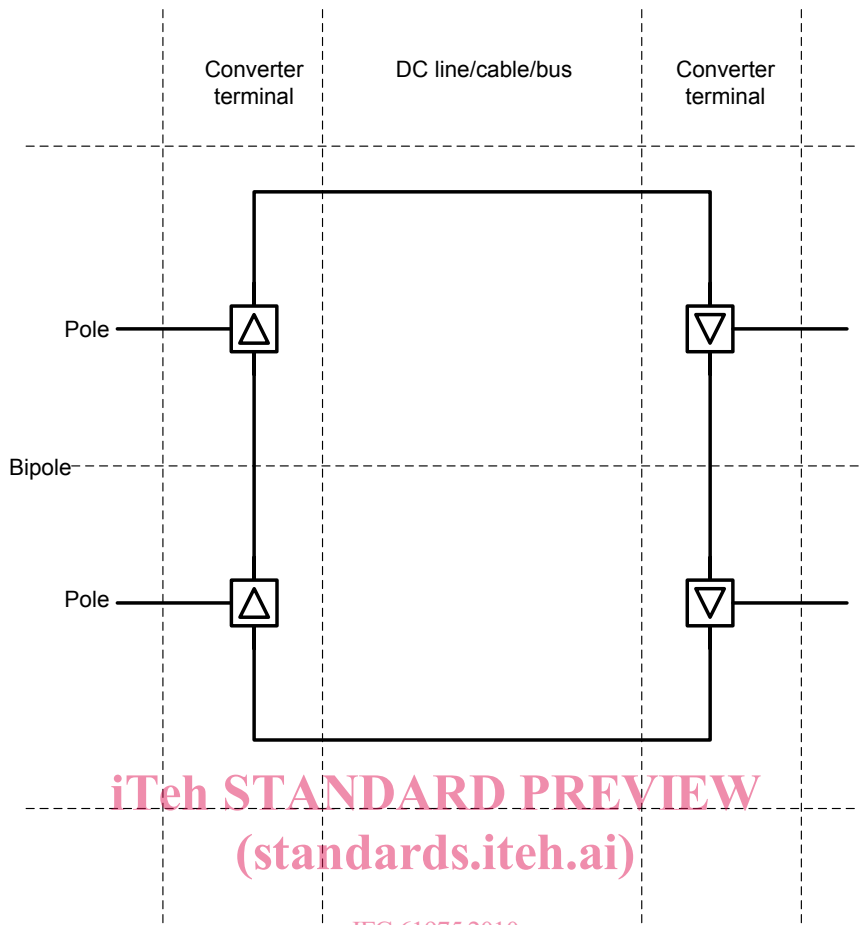 Converter
terminal
DC line/cable/bus
Converter
terminal
Pole
Bipole
Pole
iTeh STANDARD PREVIEW
(standards.iteh.ai)